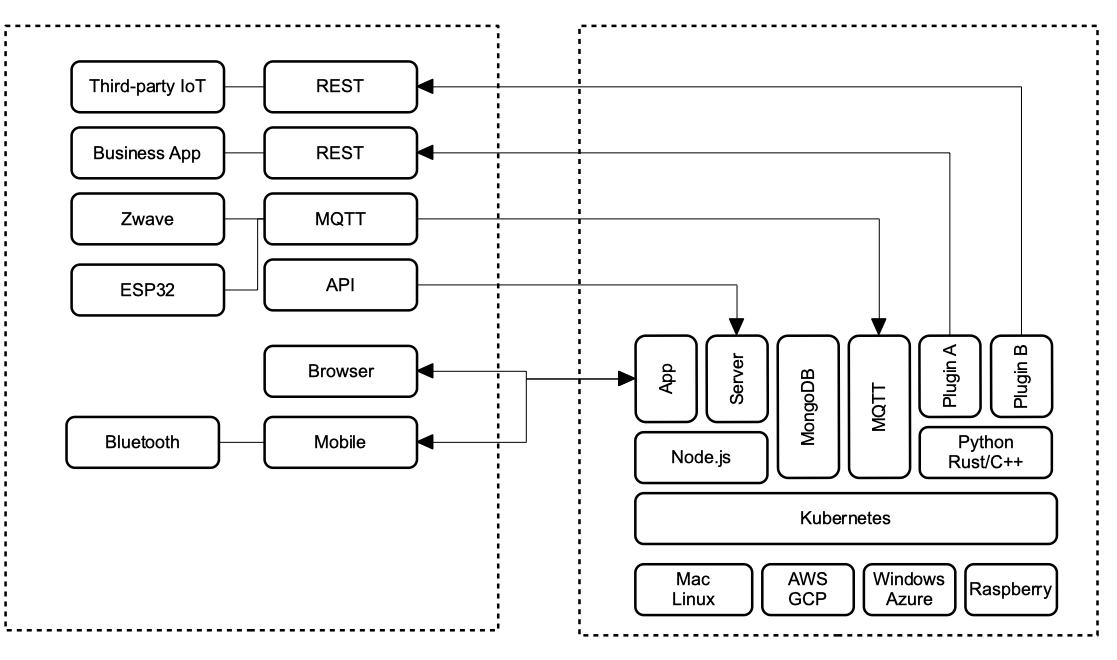 Third-party IoT
REST
Business App
REST
Zwave
MQTT
ESP32
API
Browser
Bluetooth
Mobile
App
Server
MongoDB
MQTT
Plugin A
Plugin B
Node.js
Python
Rust/C++
Kubernetes
Mac
Linux
AWS
GCP
Windows
Azure
Raspberry